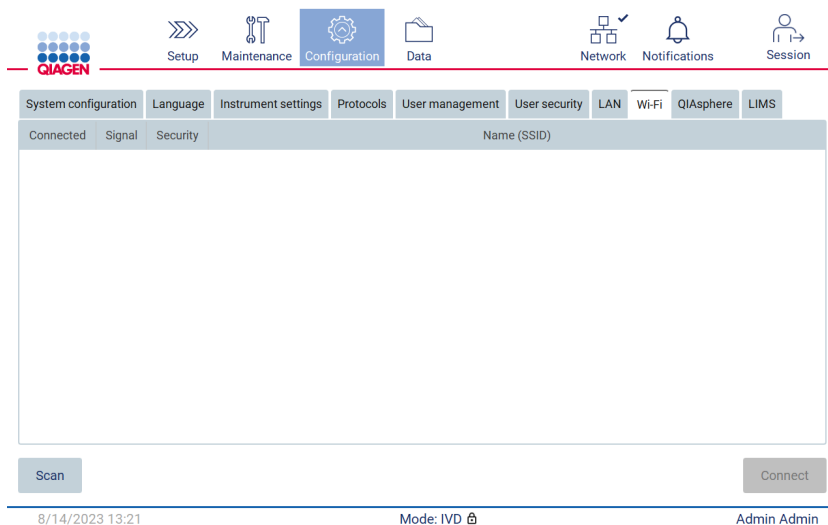 QIAGEN
Setup Maintenance Configuration Data Network Notifications Session
System configuration Language Instrument settings Protocols User management User security LAN Wi-Fi QIAsphere LIMS
Connected Signal Security Name (SSID)
Scan Connect
8/14/2023 13:21 Mode: IVD Admin Admin